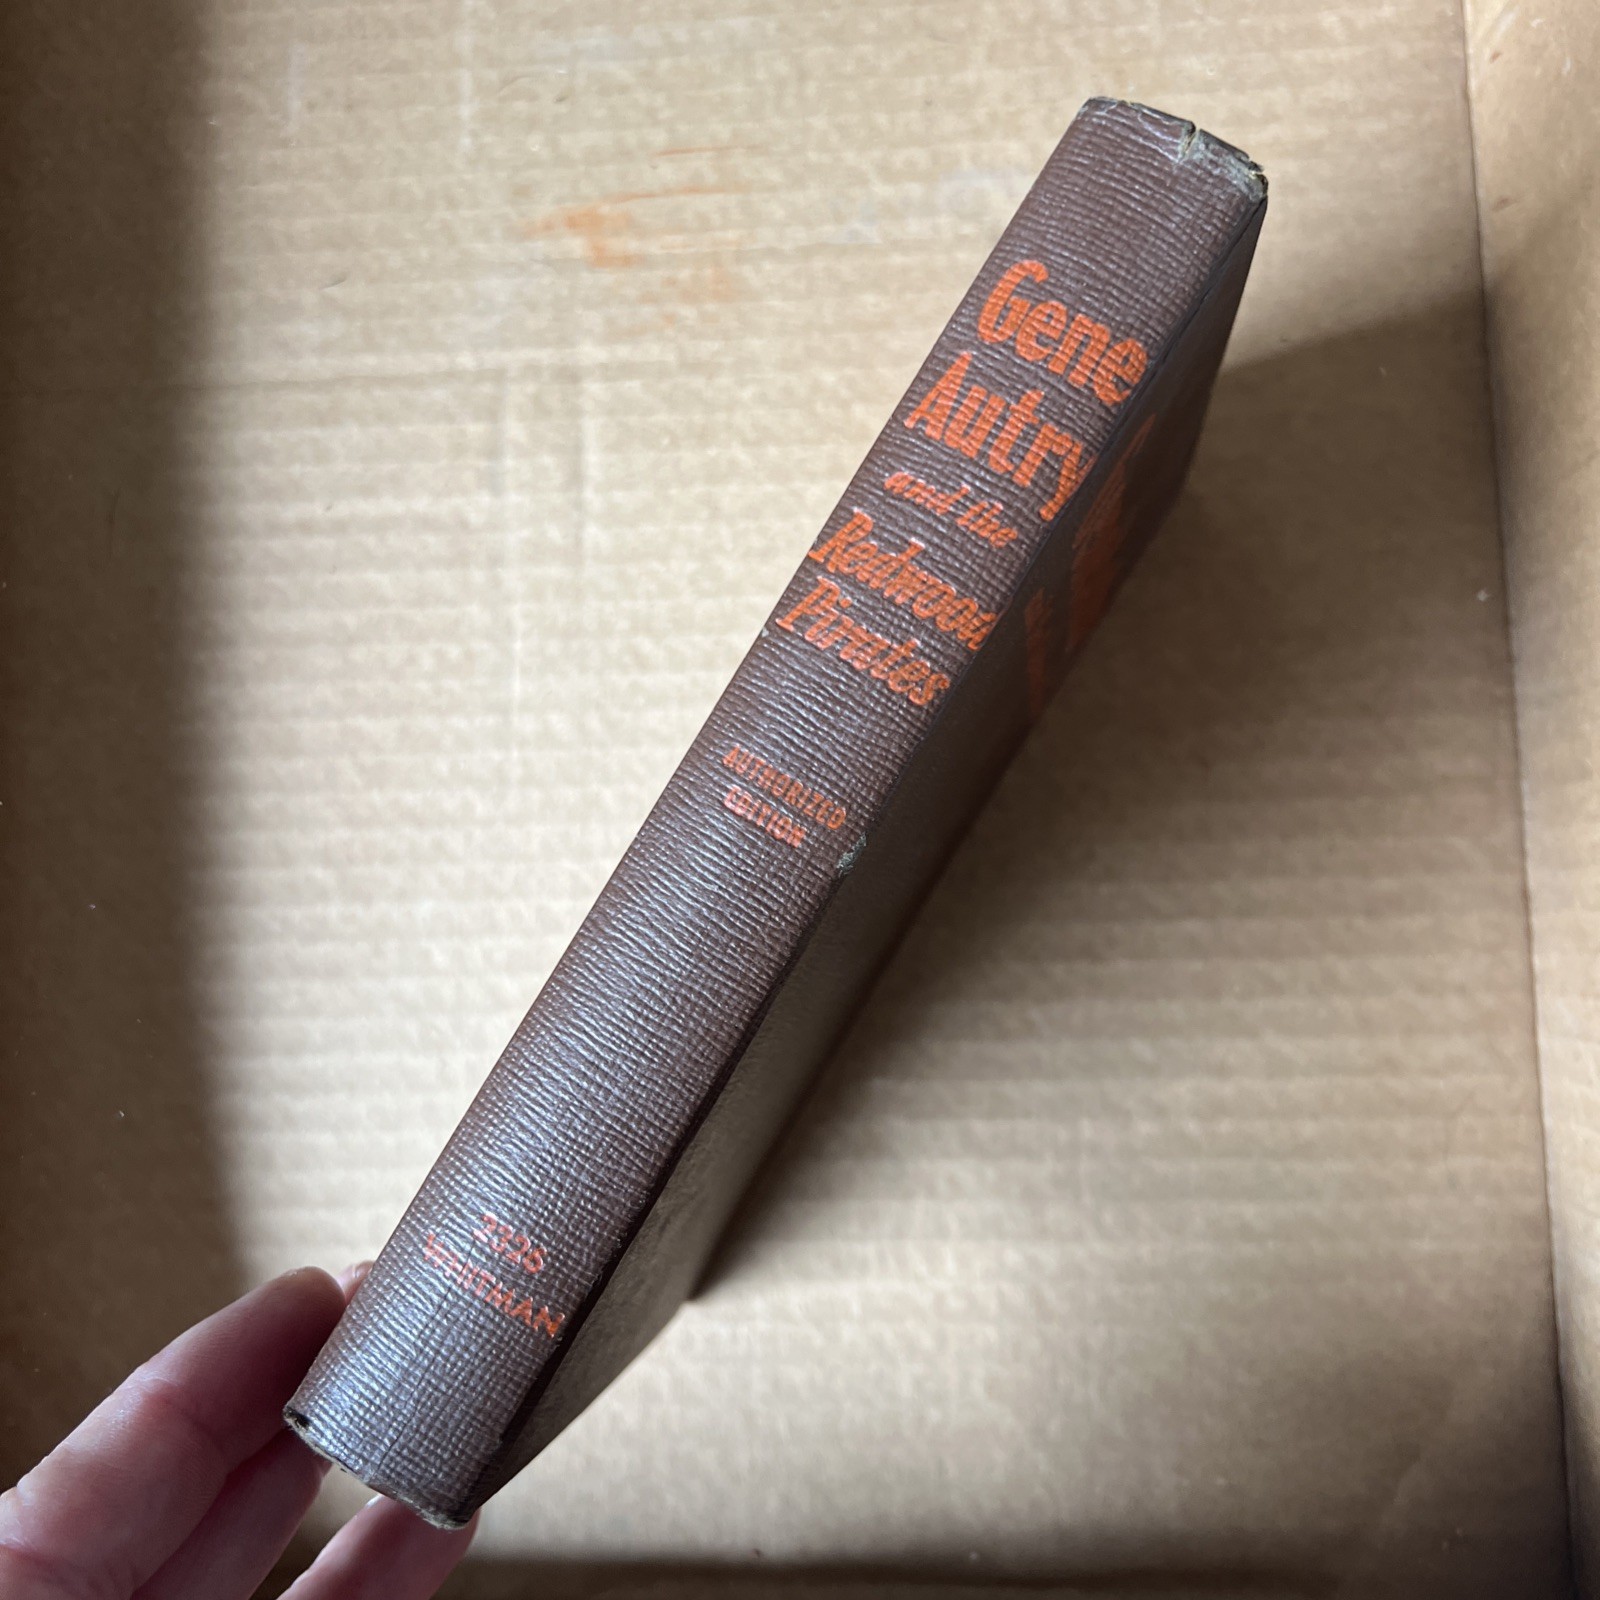 Gene
Autry
and the
Redwood
Pirates
AUTHORIZED
EDITION
2326
WHITMAN